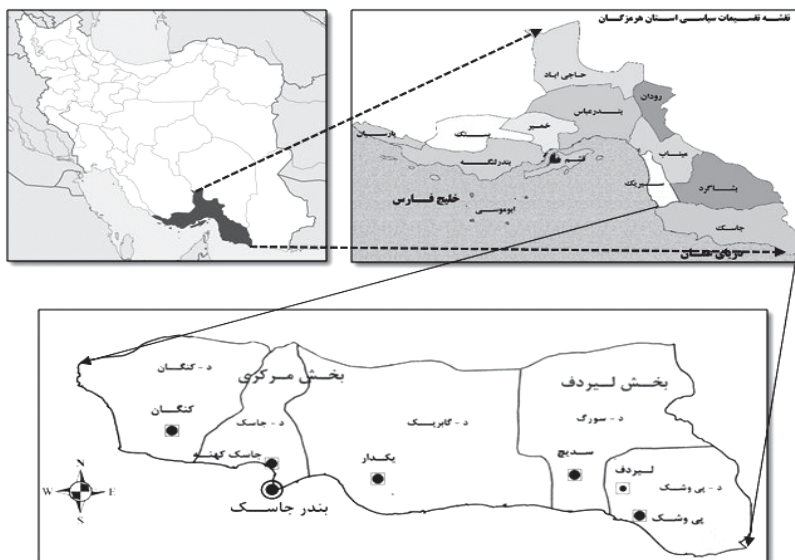 نقشه تقسیمات سیاسی استان هرمزگان
حاجی اباد
رودان
بندرعباس
خمیر
بستک
پارسیان
میناب
قشم
بندرلنگه
سیریک
بشاگرد
خلیج فارس
ابوموسی
جاسک
دریای عمان
د - کنگان
بخش مرکزی
بخش لیردف
کنگان
د - جاسک
د - گابریک
د - سورگ
جاسک کهنه
یکدار
سدیچ
لیردف
د - پی وشک
پی وشک
بندر جاسک
N
W E
S